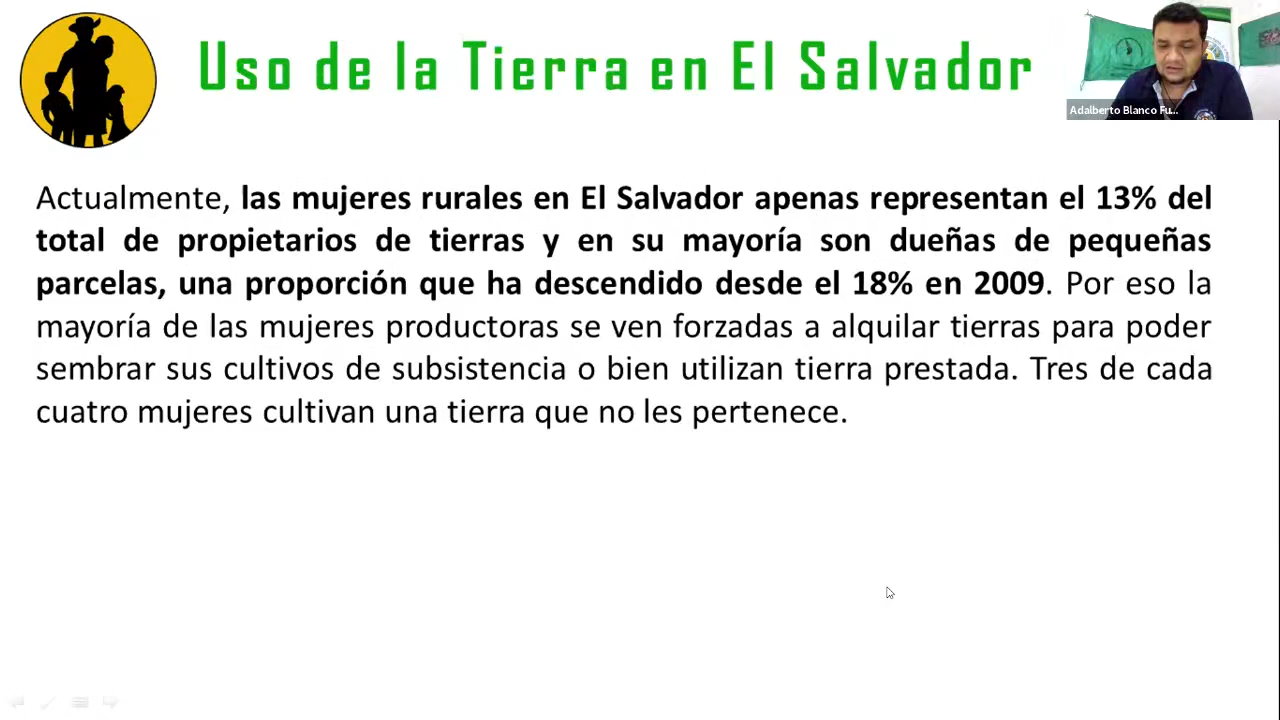 Uso de la Tierra en El Salvador
Adalberto Blanco Fu...
Actualmente, las mujeres rurales en El Salvador apenas representan el 13% del
total de propietarios de tierras y en su mayoría son dueñas de pequeñas
parcelas, una proporción que ha descendido desde el 18% en 2009. Por eso la
mayoría de las mujeres productoras se ven forzadas a alquilar tierras para poder
sembrar sus cultivos de subsistencia o bien utilizan tierra prestada. Tres de cada
cuatro mujeres cultivan una tierra que no les pertenece.